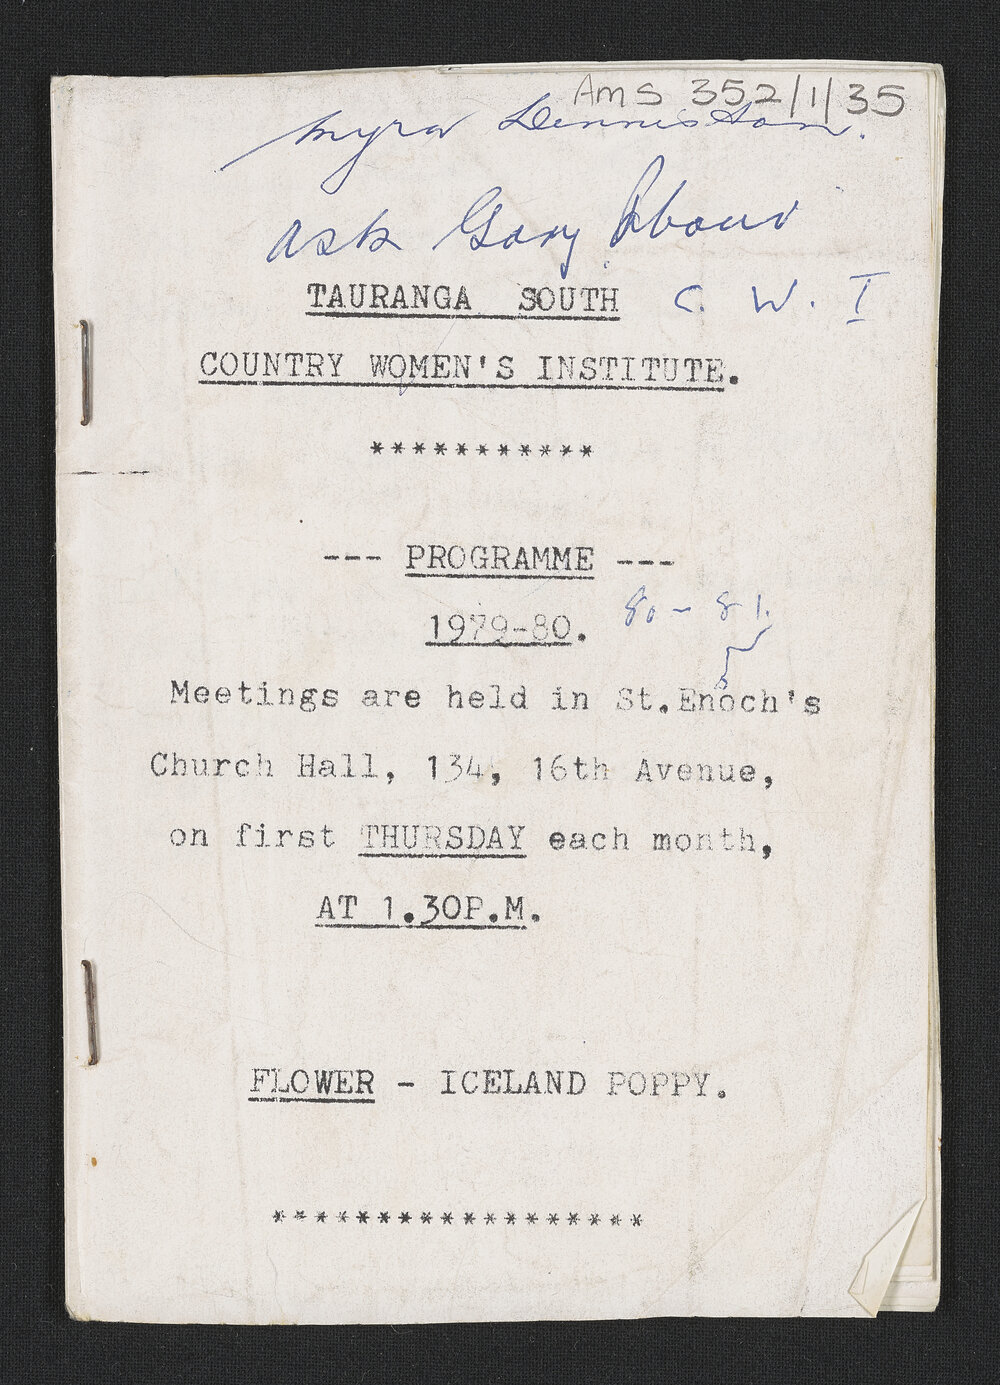 Ams 352/1/35
Myra Dennistson.
ask Gary About
TAURANGA SOUTH C. W. I
COUNTRY WOMEN'S INSTITUTE.
***********
--- PROGRAMME ---
1979-80. 80 - 81.
Meetings are held in St.Enoch's
Church Hall, 134, 16th Avenue,
on first THURSDAY each month,
AT 1.30P.M.
FLOWER - ICELAND POPPY.
******************